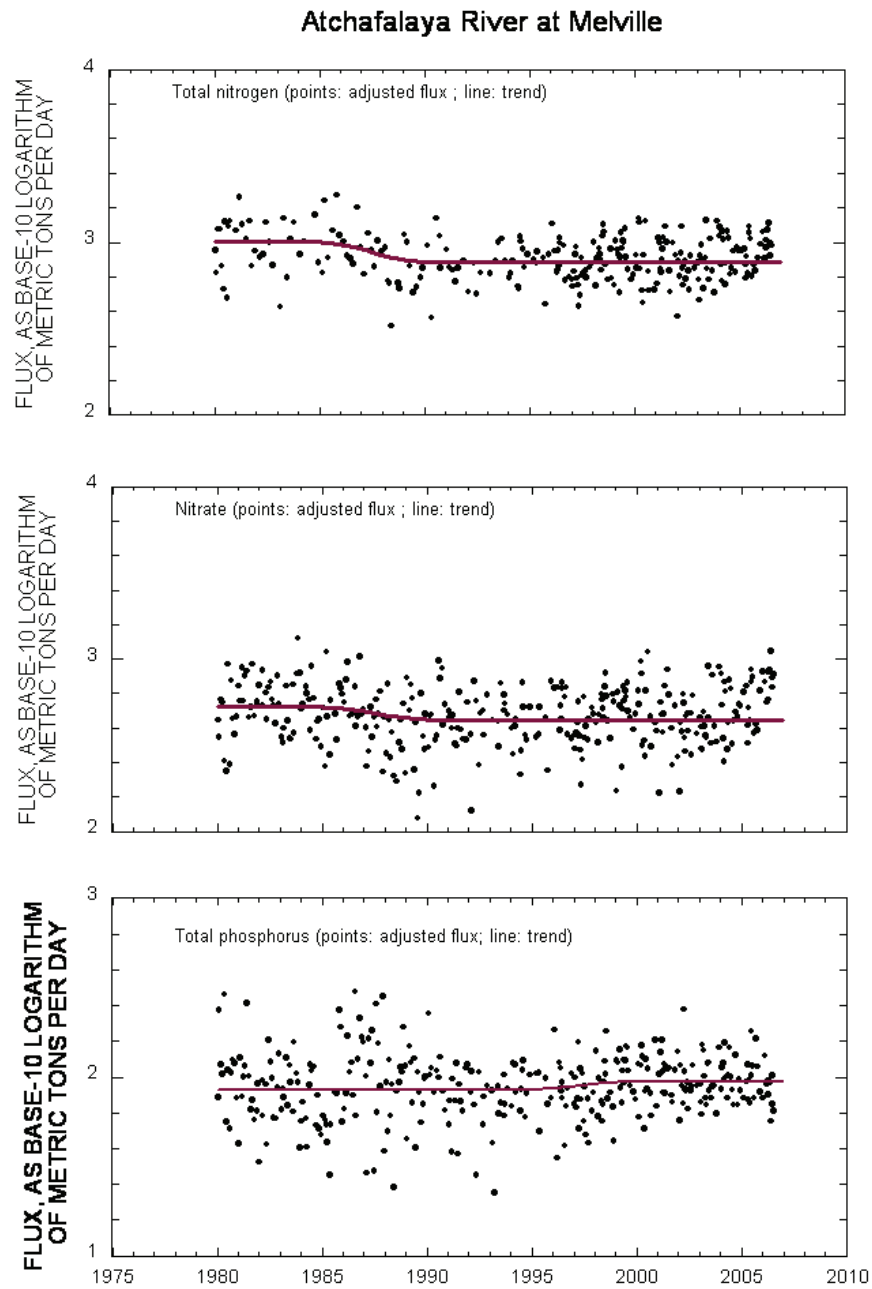 Atchafalaya River at Melville
FLUX, AS BASE-10 LOGARITHM
OF METRIC TONS PER DAY
4
3
2
Total nitrogen (points: adjusted flux ; line: trend)
FLUX, AS BASE-10 LOGARITHM
OF METRIC TONS PER DAY
4
3
2
Nitrate (points: adjusted flux ; line: trend)
FLUX, AS BASE-10 LOGARITHM
OF METRIC TONS PER DAY
3
2
1
Total phosphorus (points: adjusted flux; line: trend)
1975 1980 1985 1990 1995 2000 2005 2010